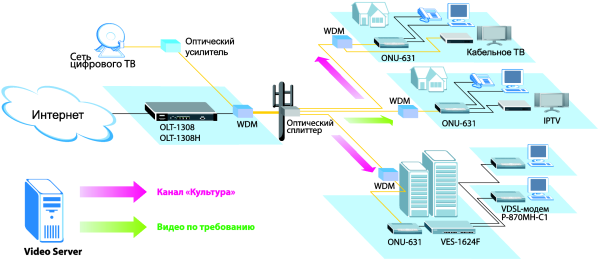 WDM
ONU-631
Кабельное ТВ
Оптический
усилитель
Сеть
цифрового ТВ
Интернет
OLT-1308
OLT-1308H
WDM
Оптический
сплиттер
WDM
ONU-631
IPTV
WDM
ONU-631
VES-1624F
VDSL-модем
P-870MH-C1
Канал «Культура»
Видео по требованию
Video Server